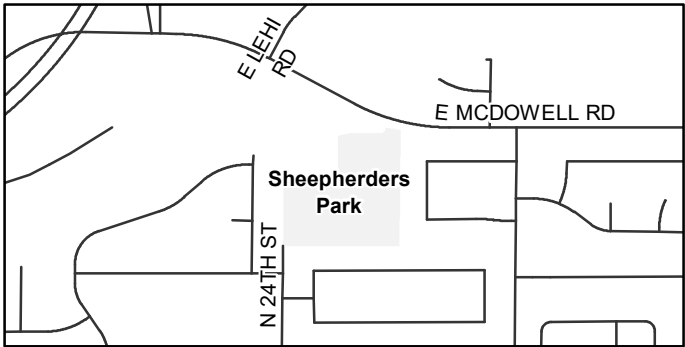 E LEHI
RD
E MCDOWELL RD
Sheepherders
Park
N 24TH ST